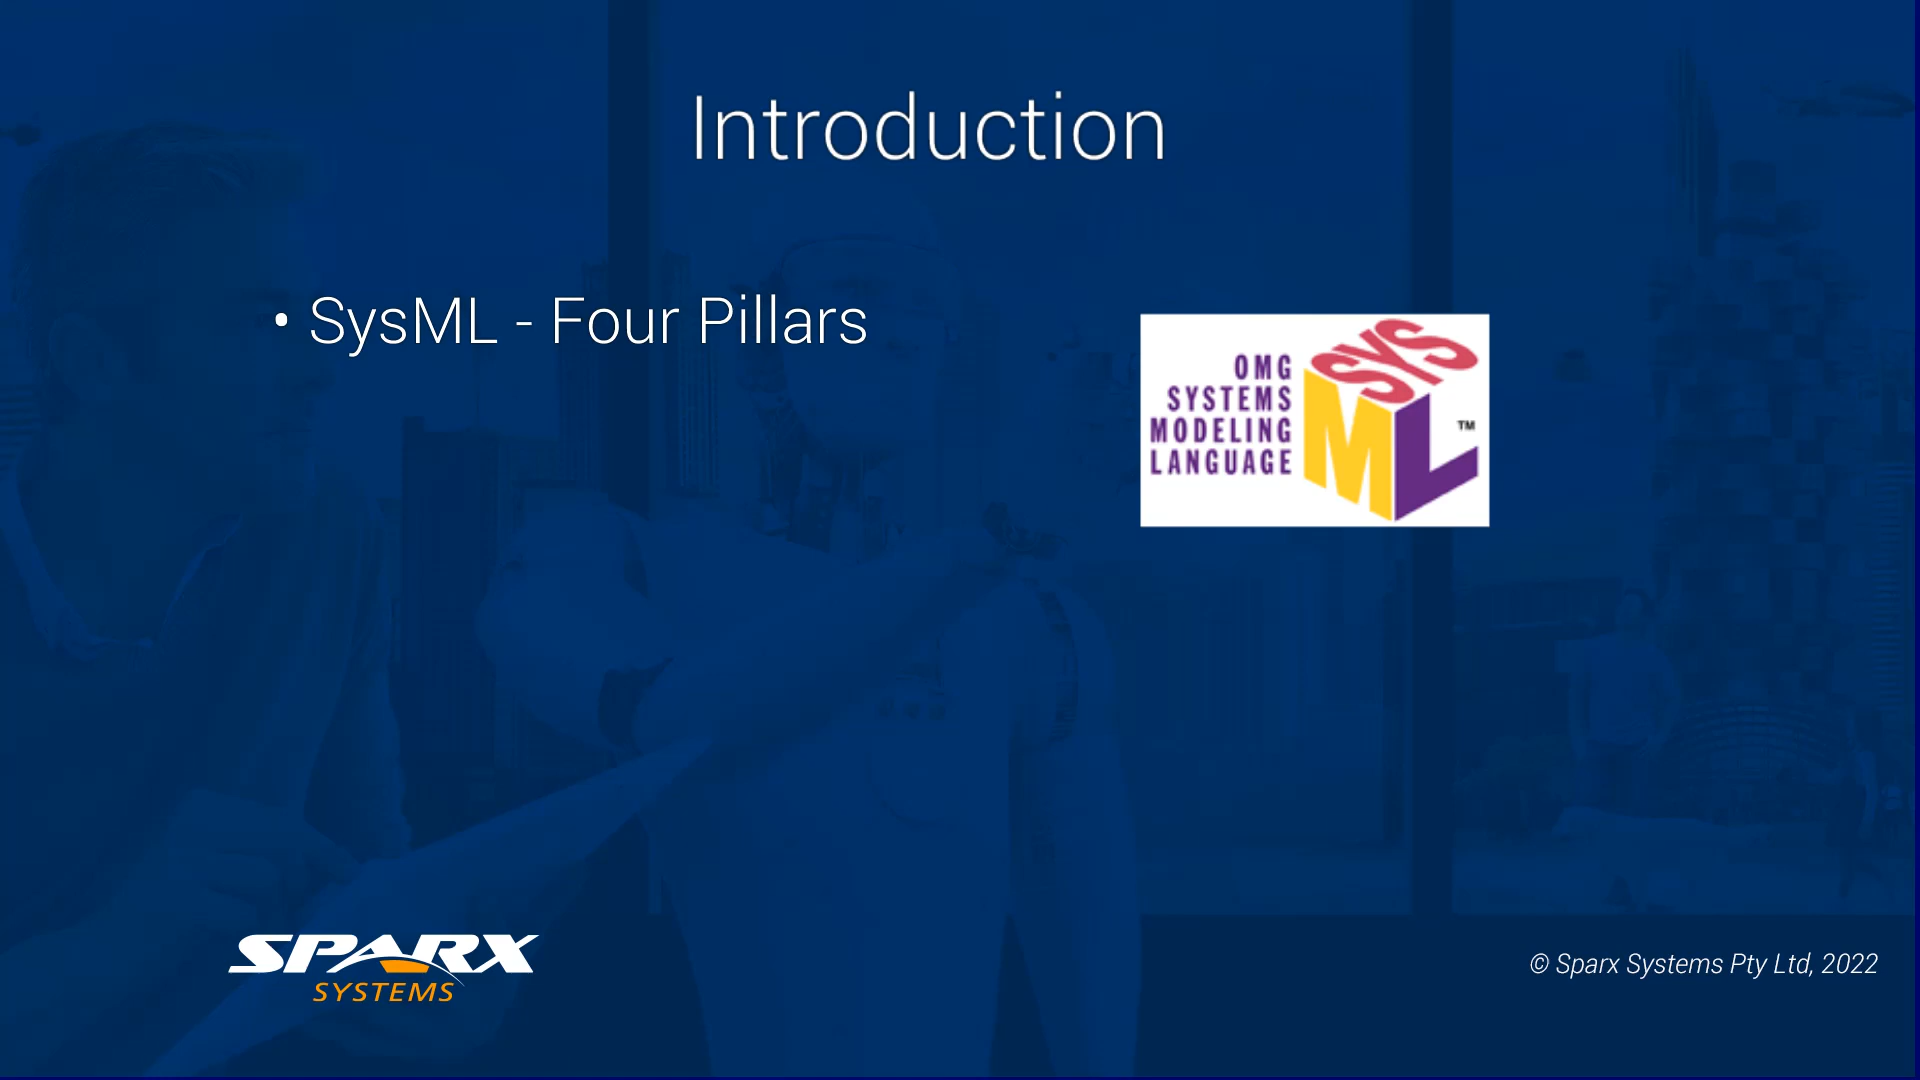 Introduction
• SysML - Four Pillars
OMG
SYSTEMS
MODELING
LANGUAGE
SYS
ML
™
SPARX
SYSTEMS
© Sparx Systems Pty Ltd, 2022